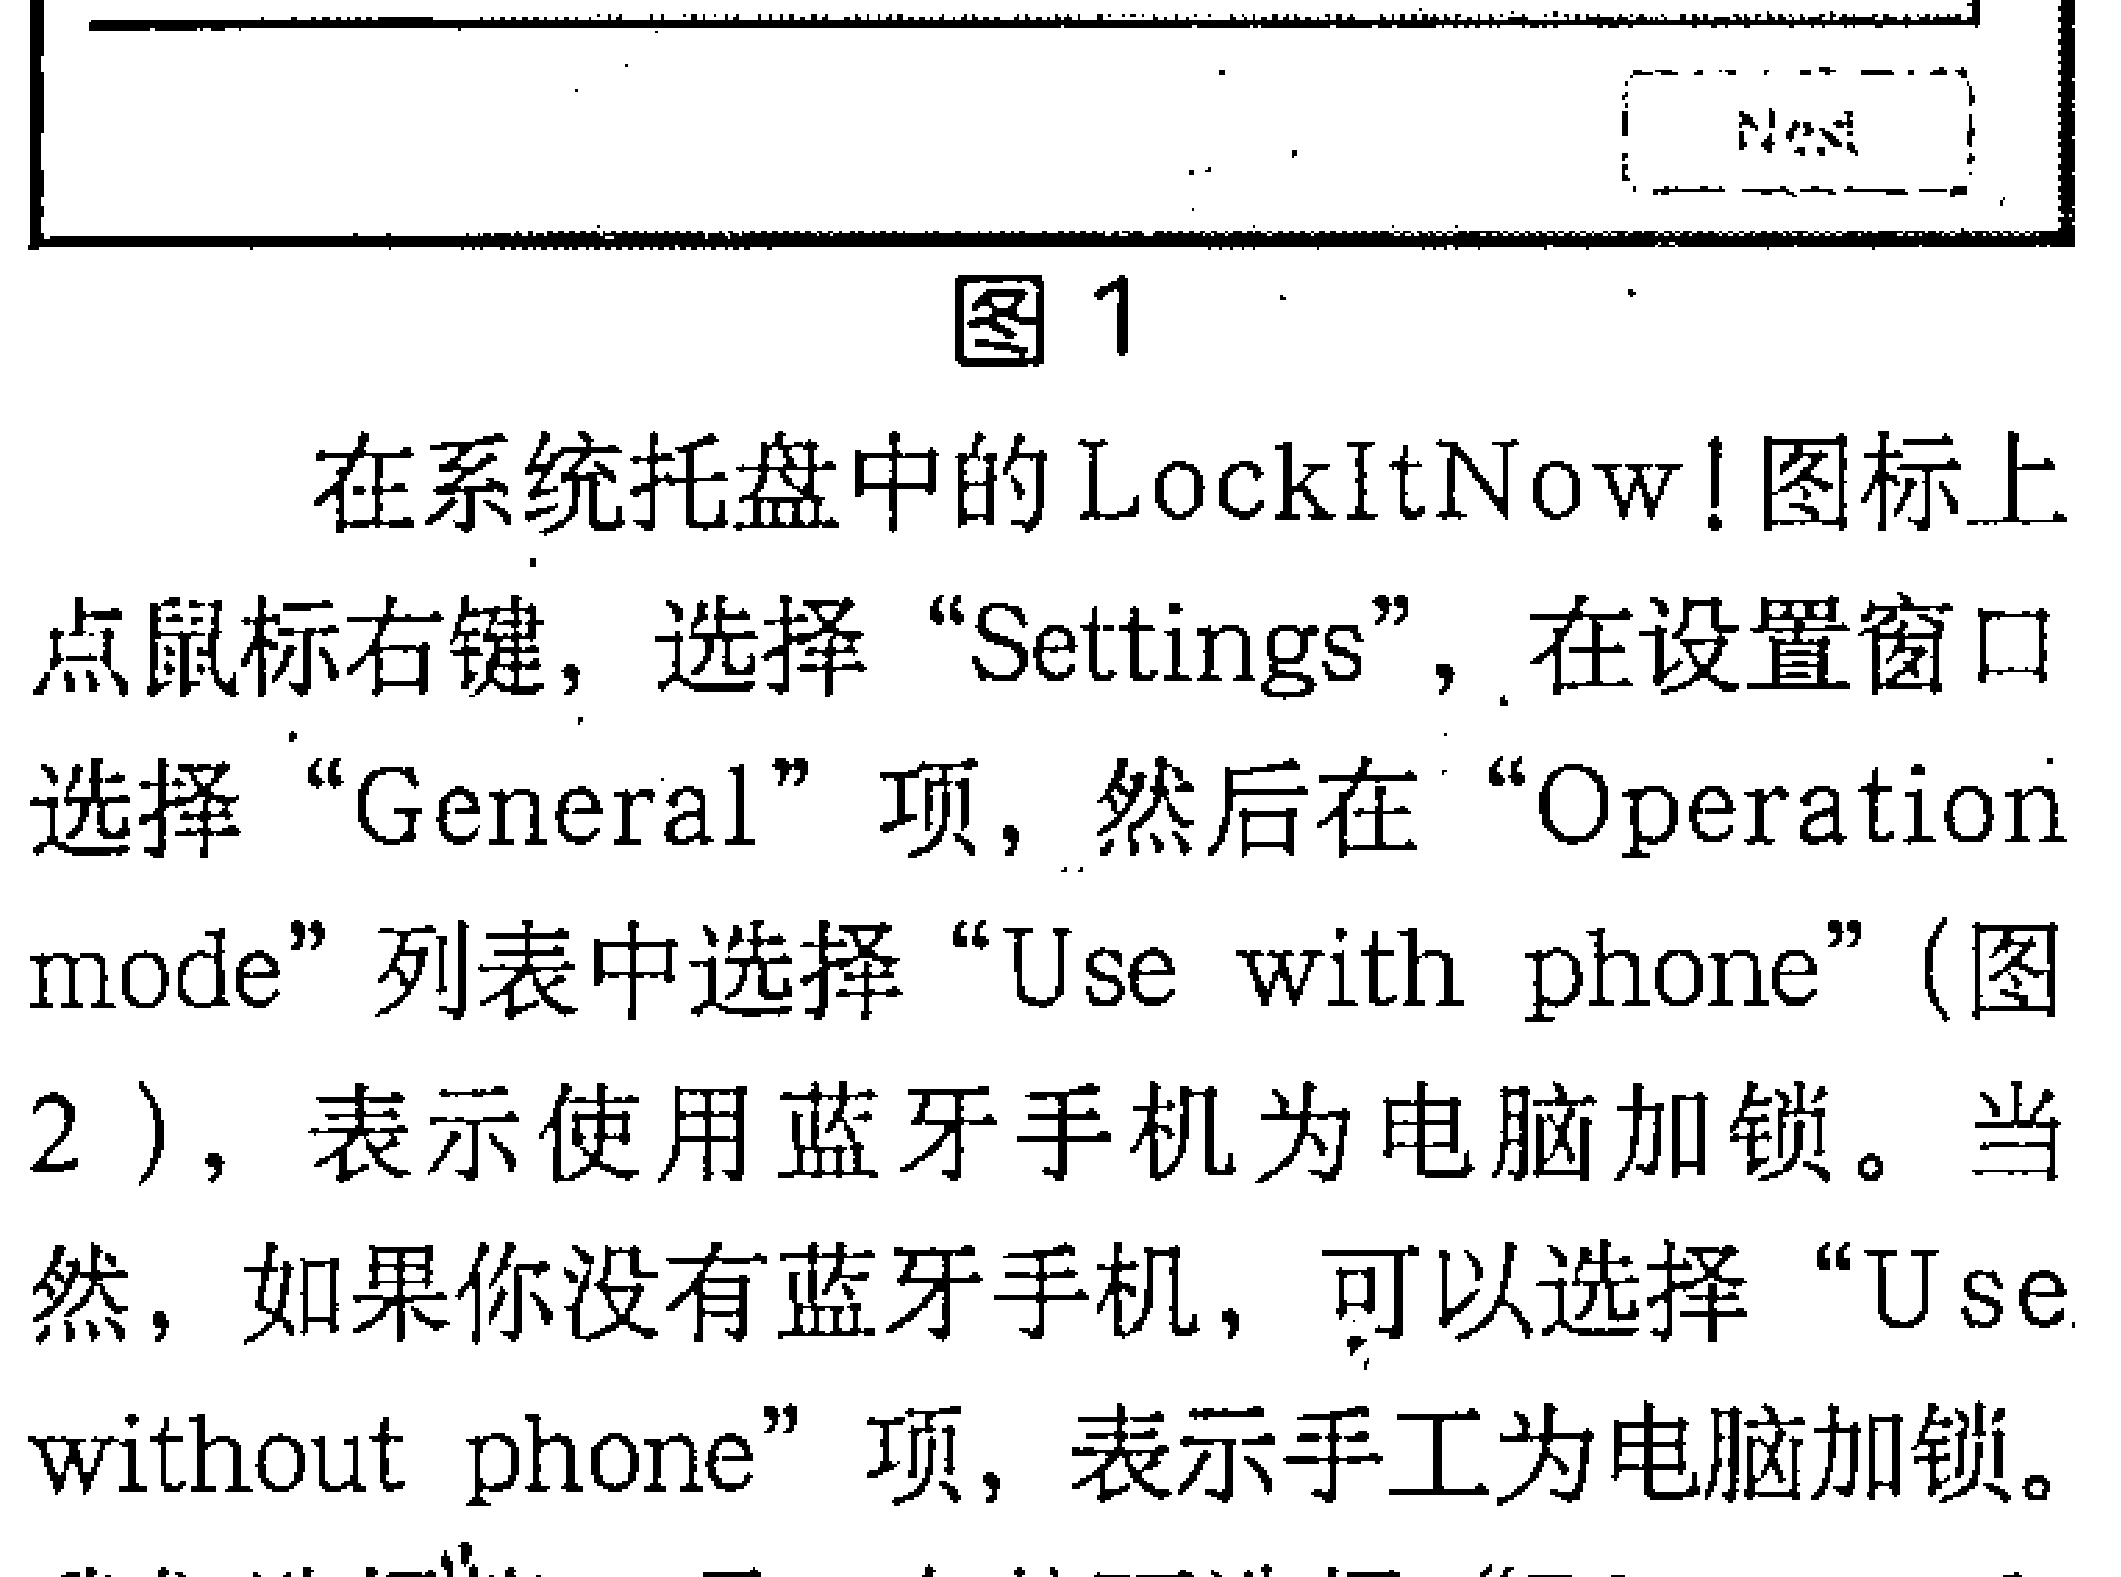 Next
图 1
在系统托盘中的LockItNow!图标上
点鼠标右键，选择“Settings”，在设置窗口
选择“General”项，然后在“Operation
mode”列表中选择“Use with phone”(图
2)，表示使用蓝牙手机为电脑加锁。当
然，如果你没有蓝牙手机，可以选择“Use
without phone”项，表示手工为电脑加锁。